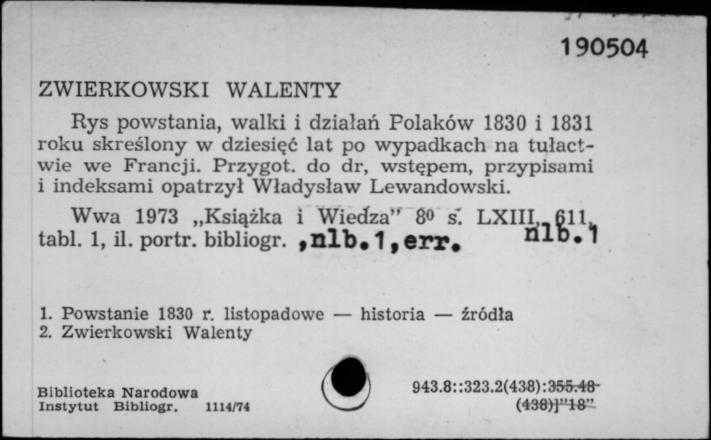 190504
ZWIERKOWSKI WALENTY
Rys powstania, walki i działań Polaków 1830 i 1831
roku skreślony w dziesięć lat po wypadkach na tułact-
wie we Francji. Przygot. do dr, wstępem, przypisami
i indeksami opatrzył Władysław Lewandowski.
Wwa 1973 „Książka i Wiedza” 8⁰ s. LXIII, 611,
tabl. 1, il. portr. bibliogr. ,nlb.1,err. nlb.1
1. Powstanie 1830 r. listopadowe — historia — źródła
2. Zwierkowski Walenty
Biblioteka Narodowa 943.8::323.2(438):355.48-
Instytut Bibliogr. 1114/74 (438)]"18"